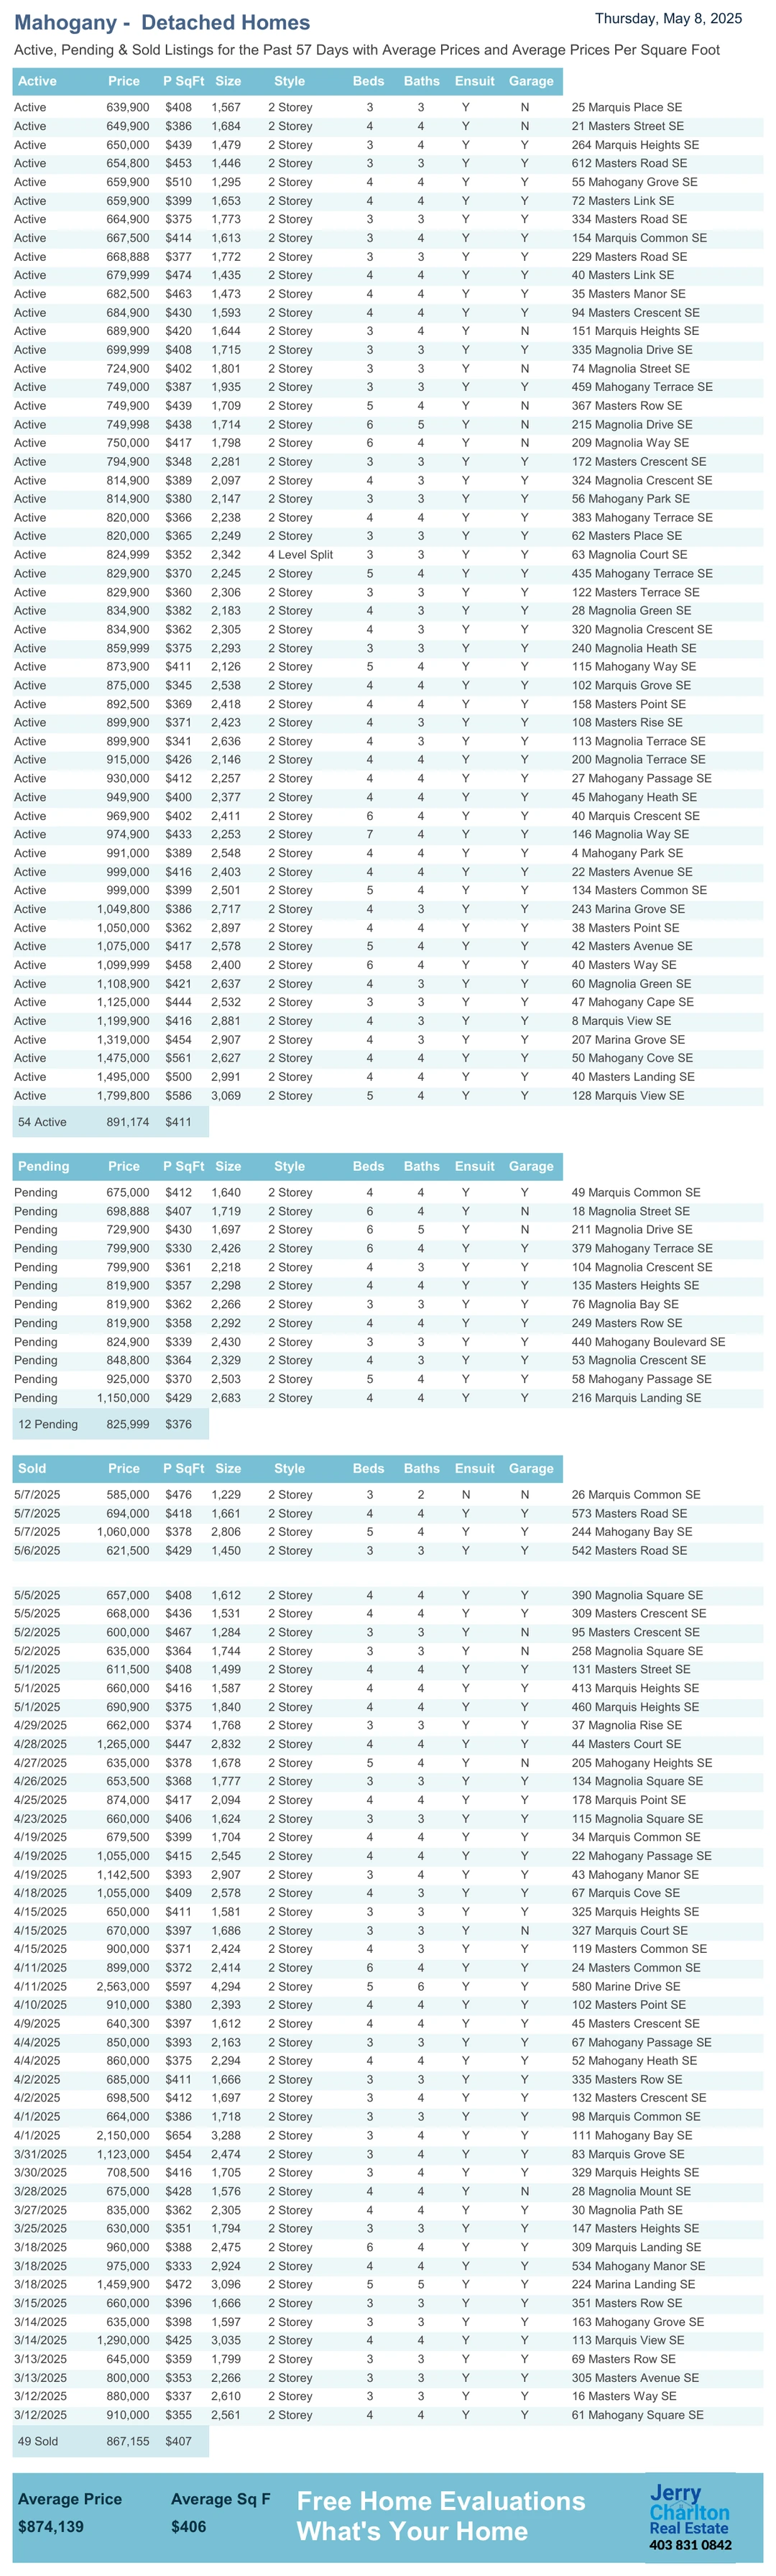 Mahogany - Detached Homes
Thursday, May 8, 2025
Active, Pending & Sold Listings for the Past 57 Days with Average Prices and Average Prices Per Square Foot
Active Price P SqFt Size Style Beds Baths Ensuit Garage
Active 639,900 $408 1,567 2 Storey 3 3 Y N 25 Marquis Place SE
Active 649,900 $386 1,684 2 Storey 4 4 Y N 21 Masters Street SE
Active 650,000 $439 1,479 2 Storey 3 4 Y Y 264 Marquis Heights SE
Active 654,800 $453 1,446 2 Storey 3 3 Y Y 612 Masters Road SE
Active 659,900 $510 1,295 2 Storey 4 4 Y Y 55 Mahogany Grove SE
Active 659,900 $399 1,653 2 Storey 4 4 Y Y 72 Masters Link SE
Active 664,900 $375 1,773 2 Storey 3 3 Y Y 334 Masters Road SE
Active 667,500 $414 1,613 2 Storey 3 4 Y Y 154 Marquis Common SE
Active 668,888 $377 1,772 2 Storey 3 3 Y Y 229 Masters Road SE
Active 679,999 $474 1,435 2 Storey 4 4 Y Y 40 Masters Link SE
Active 682,500 $463 1,473 2 Storey 4 4 Y Y 35 Masters Manor SE
Active 684,900 $430 1,593 2 Storey 4 4 Y Y 94 Masters Crescent SE
Active 689,900 $420 1,644 2 Storey 3 4 Y N 151 Marquis Heights SE
Active 699,999 $408 1,715 2 Storey 3 3 Y Y 335 Magnolia Drive SE
Active 724,900 $402 1,801 2 Storey 3 3 Y N 74 Magnolia Street SE
Active 749,000 $387 1,935 2 Storey 3 3 Y Y 459 Mahogany Terrace SE
Active 749,900 $439 1,709 2 Storey 5 4 Y N 367 Masters Row SE
Active 749,998 $438 1,714 2 Storey 6 5 Y N 215 Magnolia Drive SE
Active 750,000 $417 1,798 2 Storey 6 4 Y N 209 Magnolia Way SE
Active 794,900 $348 2,281 2 Storey 3 3 Y Y 172 Masters Crescent SE
Active 814,900 $389 2,097 2 Storey 4 3 Y Y 324 Magnolia Crescent SE
Active 814,900 $380 2,147 2 Storey 3 3 Y Y 56 Mahogany Park SE
Active 820,000 $366 2,238 2 Storey 4 4 Y Y 383 Mahogany Terrace SE
Active 820,000 $365 2,249 2 Storey 3 3 Y Y 62 Masters Place SE
Active 824,999 $352 2,342 4 Level Split 3 3 Y Y 63 Magnolia Court SE
Active 829,900 $370 2,245 2 Storey 5 4 Y Y 435 Mahogany Terrace SE
Active 829,900 $360 2,306 2 Storey 3 3 Y Y 122 Masters Terrace SE
Active 834,900 $382 2,183 2 Storey 4 3 Y Y 28 Magnolia Green SE
Active 834,900 $362 2,305 2 Storey 4 3 Y Y 320 Magnolia Crescent SE
Active 859,999 $375 2,293 2 Storey 3 3 Y Y 240 Magnolia Heath SE
Active 873,900 $411 2,126 2 Storey 5 4 Y Y 115 Mahogany Way SE
Active 875,000 $345 2,538 2 Storey 4 4 Y Y 102 Marquis Grove SE
Active 892,500 $369 2,418 2 Storey 4 4 Y Y 158 Masters Point SE
Active 899,900 $371 2,423 2 Storey 4 3 Y Y 108 Masters Rise SE
Active 899,900 $341 2,636 2 Storey 4 3 Y Y 113 Magnolia Terrace SE
Active 915,000 $426 2,146 2 Storey 4 4 Y Y 200 Magnolia Terrace SE
Active 930,000 $412 2,257 2 Storey 4 4 Y Y 27 Mahogany Passage SE
Active 949,900 $400 2,377 2 Storey 4 4 Y Y 45 Mahogany Heath SE
Active 969,900 $402 2,411 2 Storey 6 4 Y Y 40 Marquis Crescent SE
Active 974,900 $433 2,253 2 Storey 7 4 Y Y 146 Magnolia Way SE
Active 991,000 $389 2,548 2 Storey 4 4 Y Y 4 Mahogany Park SE
Active 999,000 $416 2,403 2 Storey 4 4 Y Y 22 Masters Avenue SE
Active 999,000 $399 2,501 2 Storey 5 4 Y Y 134 Masters Common SE
Active 1,049,800 $386 2,717 2 Storey 4 3 Y Y 243 Marina Grove SE
Active 1,050,000 $362 2,897 2 Storey 4 4 Y Y 38 Masters Point SE
Active 1,075,000 $417 2,578 2 Storey 5 4 Y Y 42 Masters Avenue SE
Active 1,099,999 $458 2,400 2 Storey 6 4 Y Y 40 Masters Way SE
Active 1,108,900 $421 2,637 2 Storey 4 3 Y Y 60 Magnolia Green SE
Active 1,125,000 $444 2,532 2 Storey 3 3 Y Y 47 Mahogany Cape SE
Active 1,199,900 $416 2,881 2 Storey 4 3 Y Y 8 Marquis View SE
Active 1,319,000 $454 2,907 2 Storey 4 3 Y Y 207 Marina Grove SE
Active 1,475,000 $561 2,627 2 Storey 4 4 Y Y 50 Mahogany Cove SE
Active 1,495,000 $500 2,991 2 Storey 4 4 Y Y 40 Masters Landing SE
Active 1,799,800 $586 3,069 2 Storey 5 4 Y Y 128 Marquis View SE
54 Active 891,174 $411
Pending Price P SqFt Size Style Beds Baths Ensuit Garage
Pending 675,000 $412 1,640 2 Storey 4 4 Y Y 49 Marquis Common SE
Pending 698,888 $407 1,719 2 Storey 6 4 Y N 18 Magnolia Street SE
Pending 729,900 $430 1,697 2 Storey 6 5 Y N 211 Magnolia Drive SE
Pending 799,900 $330 2,426 2 Storey 6 4 Y Y 379 Mahogany Terrace SE
Pending 799,900 $361 2,218 2 Storey 4 3 Y Y 104 Magnolia Crescent SE
Pending 819,900 $357 2,298 2 Storey 4 4 Y Y 135 Masters Heights SE
Pending 819,900 $362 2,266 2 Storey 3 3 Y Y 76 Magnolia Bay SE
Pending 819,900 $358 2,292 2 Storey 4 4 Y Y 249 Masters Row SE
Pending 824,900 $339 2,430 2 Storey 3 3 Y Y 440 Mahogany Boulevard SE
Pending 848,800 $364 2,329 2 Storey 4 3 Y Y 53 Magnolia Crescent SE
Pending 925,000 $370 2,503 2 Storey 5 4 Y Y 58 Mahogany Passage SE
Pending 1,150,000 $429 2,683 2 Storey 4 4 Y Y 216 Marquis Landing SE
12 Pending 825,999 $376
Sold Price P SqFt Size Style Beds Baths Ensuit Garage
5/7/2025 585,000 $476 1,229 2 Storey 3 2 N N 26 Marquis Common SE
5/7/2025 694,000 $418 1,661 2 Storey 4 4 Y Y 573 Masters Road SE
5/7/2025 1,060,000 $378 2,806 2 Storey 5 4 Y Y 244 Mahogany Bay SE
5/6/2025 621,500 $429 1,450 2 Storey 3 3 Y Y 542 Masters Road SE
5/5/2025 657,000 $408 1,612 2 Storey 4 4 Y Y 390 Magnolia Square SE
5/5/2025 668,000 $436 1,531 2 Storey 4 4 Y Y 309 Masters Crescent SE
5/2/2025 600,000 $467 1,284 2 Storey 3 3 Y N 95 Masters Crescent SE
5/2/2025 635,000 $364 1,744 2 Storey 3 3 Y N 258 Magnolia Square SE
5/1/2025 611,500 $408 1,499 2 Storey 4 4 Y Y 131 Masters Street SE
5/1/2025 660,000 $416 1,587 2 Storey 4 4 Y Y 413 Marquis Heights SE
5/1/2025 690,900 $375 1,840 2 Storey 4 4 Y Y 460 Marquis Heights SE
4/29/2025 662,000 $374 1,768 2 Storey 3 3 Y Y 37 Magnolia Rise SE
4/28/2025 1,265,000 $447 2,832 2 Storey 4 4 Y Y 44 Masters Court SE
4/27/2025 635,000 $378 1,678 2 Storey 5 4 Y N 205 Mahogany Heights SE
4/26/2025 653,500 $368 1,777 2 Storey 3 3 Y Y 134 Magnolia Square SE
4/25/2025 874,000 $417 2,094 2 Storey 4 4 Y Y 178 Marquis Point SE
4/23/2025 660,000 $406 1,624 2 Storey 3 3 Y Y 115 Magnolia Square SE
4/19/2025 679,500 $399 1,704 2 Storey 4 4 Y Y 34 Marquis Common SE
4/19/2025 1,055,000 $415 2,545 2 Storey 4 4 Y Y 22 Mahogany Passage SE
4/19/2025 1,142,500 $393 2,907 2 Storey 3 4 Y Y 43 Mahogany Manor SE
4/18/2025 1,055,000 $409 2,578 2 Storey 4 3 Y Y 67 Marquis Cove SE
4/15/2025 650,000 $411 1,581 2 Storey 3 3 Y Y 325 Marquis Heights SE
4/15/2025 670,000 $397 1,686 2 Storey 3 3 Y N 327 Marquis Court SE
4/15/2025 900,000 $371 2,424 2 Storey 4 3 Y Y 119 Masters Common SE
4/11/2025 899,000 $372 2,414 2 Storey 6 4 Y Y 24 Masters Common SE
4/11/2025 2,563,000 $597 4,294 2 Storey 5 6 Y Y 580 Marine Drive SE
4/10/2025 910,000 $380 2,393 2 Storey 4 4 Y Y 102 Masters Point SE
4/9/2025 640,300 $397 1,612 2 Storey 4 4 Y Y 45 Masters Crescent SE
4/4/2025 850,000 $393 2,163 2 Storey 3 3 Y Y 67 Mahogany Passage SE
4/4/2025 860,000 $375 2,294 2 Storey 4 4 Y Y 52 Mahogany Heath SE
4/2/2025 685,000 $411 1,666 2 Storey 3 3 Y Y 335 Masters Row SE
4/2/2025 698,500 $412 1,697 2 Storey 3 4 Y Y 132 Masters Crescent SE
4/1/2025 664,000 $386 1,718 2 Storey 3 3 Y Y 98 Marquis Common SE
4/1/2025 2,150,000 $654 3,288 2 Storey 3 4 Y Y 111 Mahogany Bay SE
3/31/2025 1,123,000 $454 2,474 2 Storey 3 4 Y Y 83 Marquis Grove SE
3/30/2025 708,500 $416 1,705 2 Storey 3 4 Y Y 329 Marquis Heights SE
3/28/2025 675,000 $428 1,576 2 Storey 4 4 Y N 28 Magnolia Mount SE
3/27/2025 835,000 $362 2,305 2 Storey 4 4 Y Y 30 Magnolia Path SE
3/25/2025 630,000 $351 1,794 2 Storey 3 3 Y Y 147 Masters Heights SE
3/18/2025 960,000 $388 2,475 2 Storey 6 4 Y Y 309 Marquis Landing SE
3/18/2025 975,000 $333 2,924 2 Storey 4 4 Y Y 534 Mahogany Manor SE
3/18/2025 1,459,900 $472 3,096 2 Storey 5 5 Y Y 224 Marina Landing SE
3/15/2025 660,000 $396 1,666 2 Storey 3 3 Y Y 351 Masters Row SE
3/14/2025 635,000 $398 1,597 2 Storey 3 3 Y Y 163 Mahogany Grove SE
3/14/2025 1,290,000 $425 3,035 2 Storey 4 4 Y Y 113 Marquis View SE
3/13/2025 645,000 $359 1,799 2 Storey 3 3 Y Y 69 Masters Row SE
3/13/2025 800,000 $353 2,266 2 Storey 3 3 Y Y 305 Masters Avenue SE
3/12/2025 880,000 $337 2,610 2 Storey 3 3 Y Y 16 Masters Way SE
3/12/2025 910,000 $355 2,561 2 Storey 4 4 Y Y 61 Mahogany Square SE
49 Sold 867,155 $407
Average Price Average Sq F
$874,139 $406
Free Home Evaluations
What's Your Home
Jerry
Charlton
Real Estate
403 831 0842